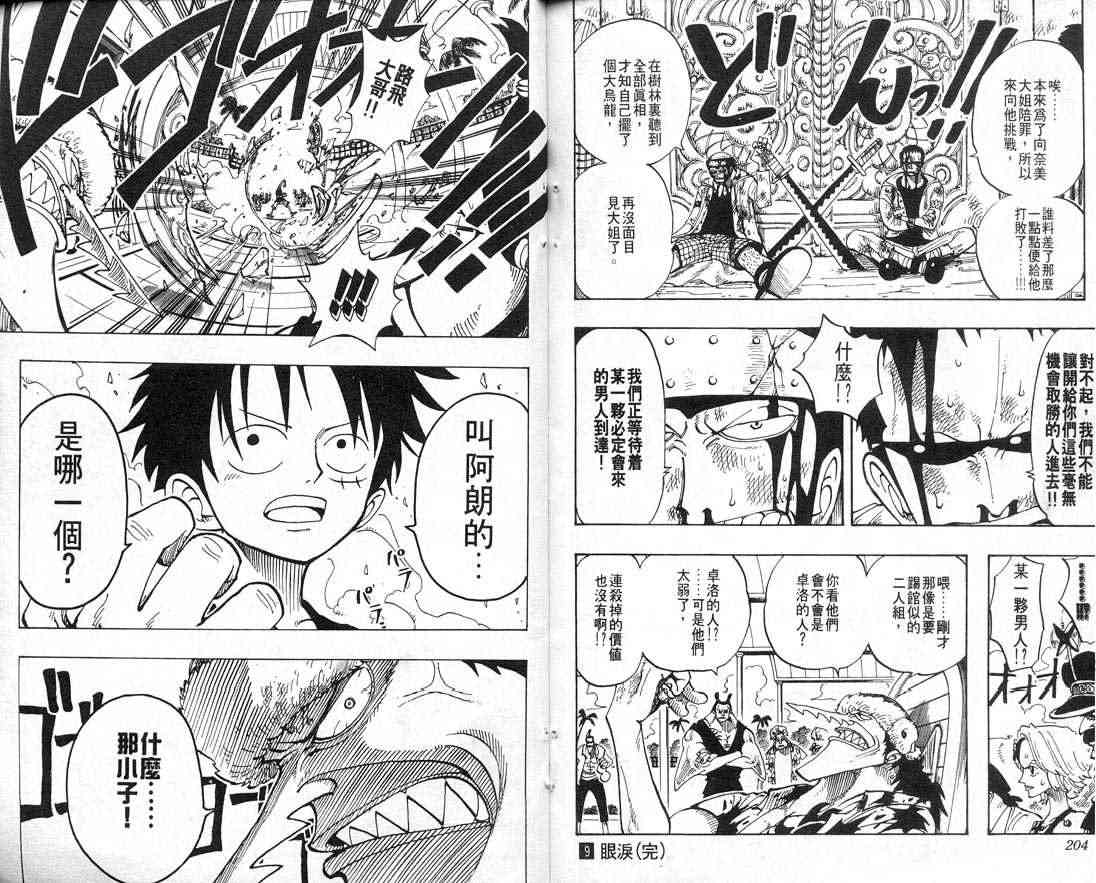 唉……
本來爲了向奈美
大姐陪罪，所以
來向他挑戰，
誰料差了那麼
一點點便給他
打敗了……!!!
在樹林裏聽到
全部眞相，
才知自己擺了
個大烏龍，
再沒面目
見大姐了。
どんっ!!
對不起，我們不能
讓開給你們這些毫無
機會取勝的人進去!!
什麼!?
我們正等待着
某一夥必定會來
的男人到達！
某一夥男人!?
オオオ
喂……剛才
那像是要
踢館似的
二人組，
你看他們
會不會是
卓洛的人?
卓洛的人!?
……可是他們
太弱了，
連殺掉的價值
也沒有啊!?
204
9 眼淚(完)
路飛
大哥!!
!!!
叫阿朗的…
是哪一個?
パラ
パラ
什麼……
那小子！